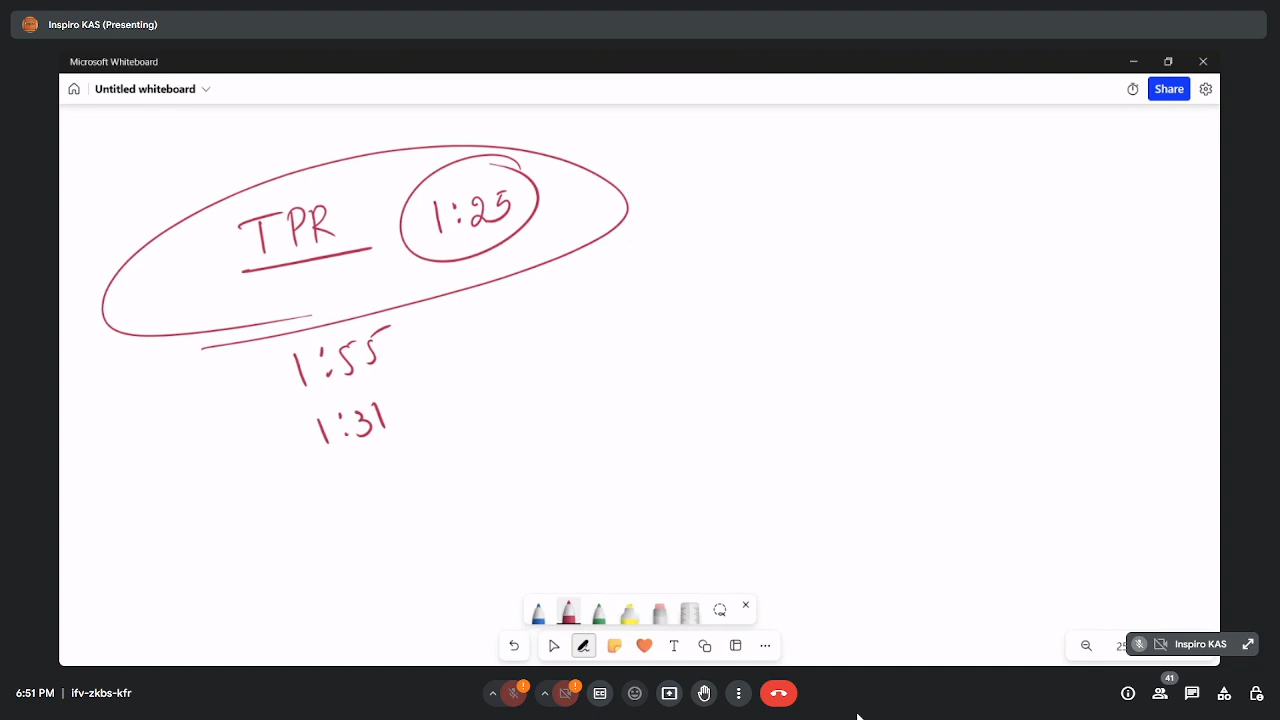 Inspiro KAS (Presenting)
Microsoft Whiteboard
Untitled whiteboard
Share
TPR 1:25
1:55
1:31
T
Inspiro KAS
41
6:51 PM | ifv-zkbs-kfr